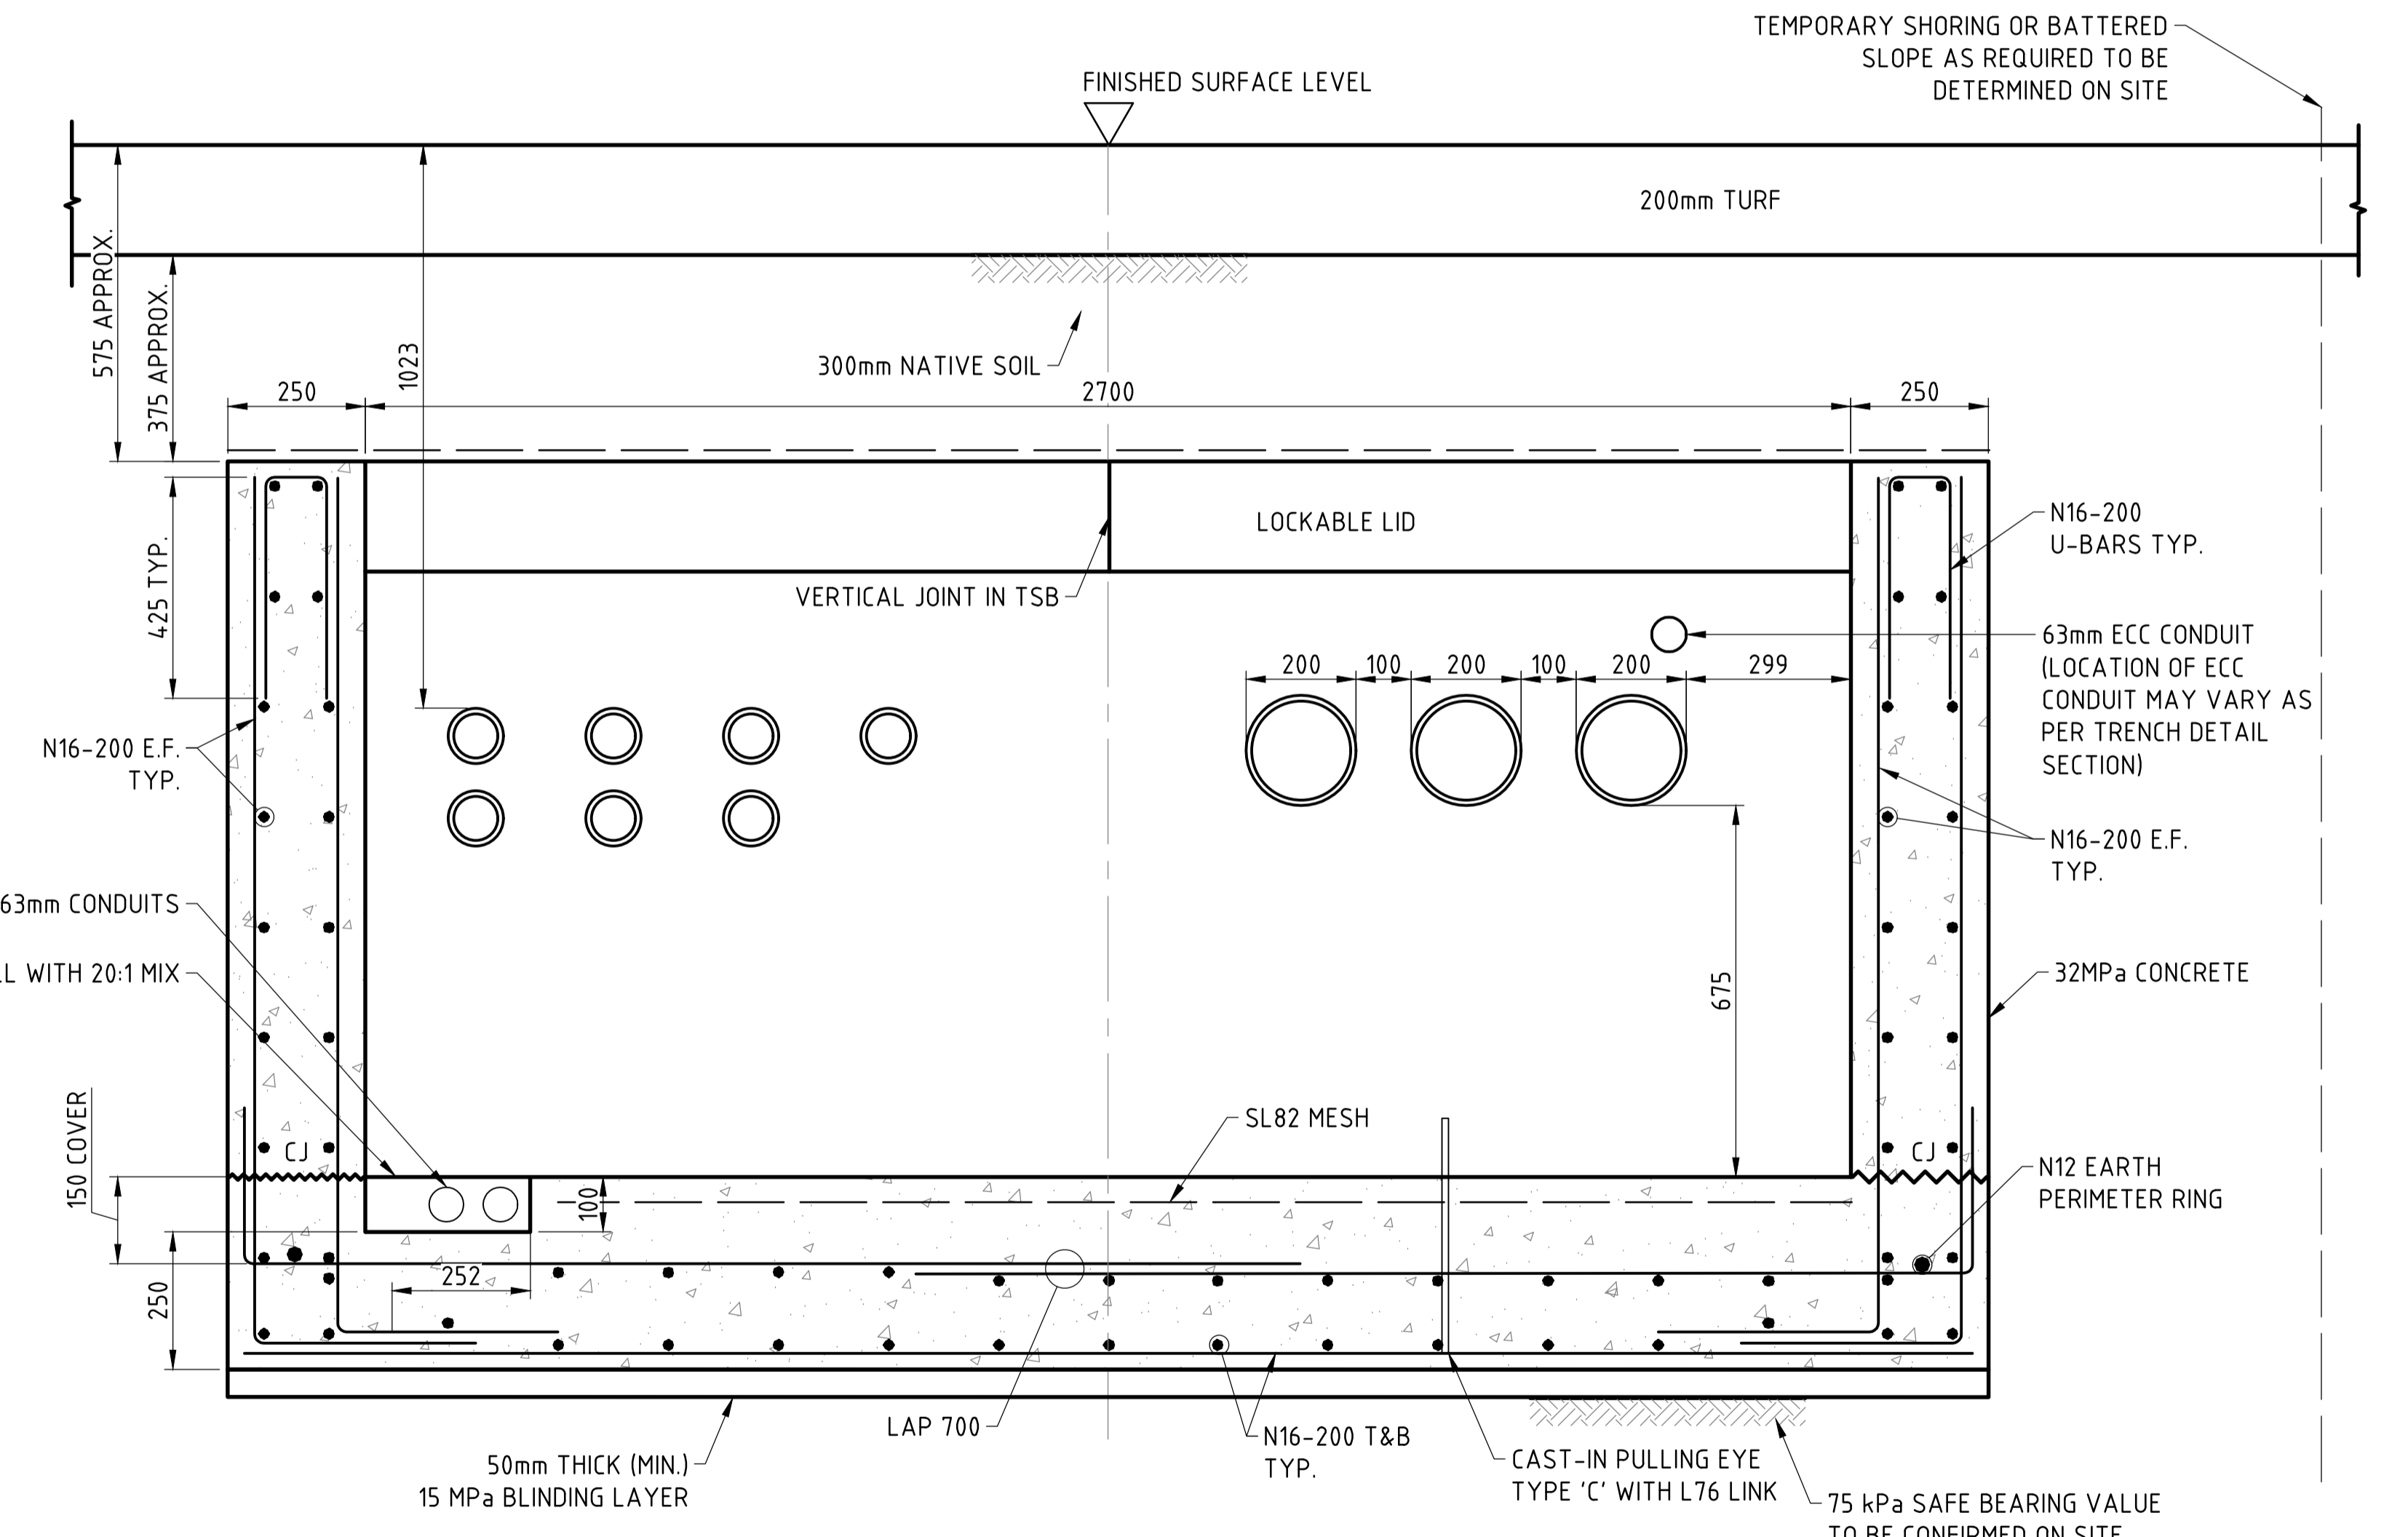 TEMPORARY SHORING OR BATTERED
SLOPE AS REQUIRED TO BE
DETERMINED ON SITE
FINISHED SURFACE LEVEL
200mm TURF
575 APPROX.
375 APPROX.
1023
300mm NATIVE SOIL
250
2700
250
LOCKABLE LID
VERTICAL JOINT IN TSB
425 TYP.
N16-200
U-BARS TYP.
63mm ECC CONDUIT
(LOCATION OF ECC
CONDUIT MAY VARY AS
PER TRENCH DETAIL
SECTION)
200
100
200
100
200
299
N16-200 E.F.
TYP.
N16-200 E.F.
TYP.
63mm CONDUITS
WITH 20:1 MIX
675
32MPa CONCRETE
150 COVER
CJ
SL82 MESH
CJ
N12 EARTH
PERIMETER RING
100
252
250
LAP 700
N16-200 T&B
TYP.
50mm THICK (MIN.)
15 MPa BLINDING LAYER
CAST-IN PULLING EYE
TYPE 'C' WITH L76 LINK
75 kPa SAFE BEARING VALUE
TO BE CONFIRMED ON SITE